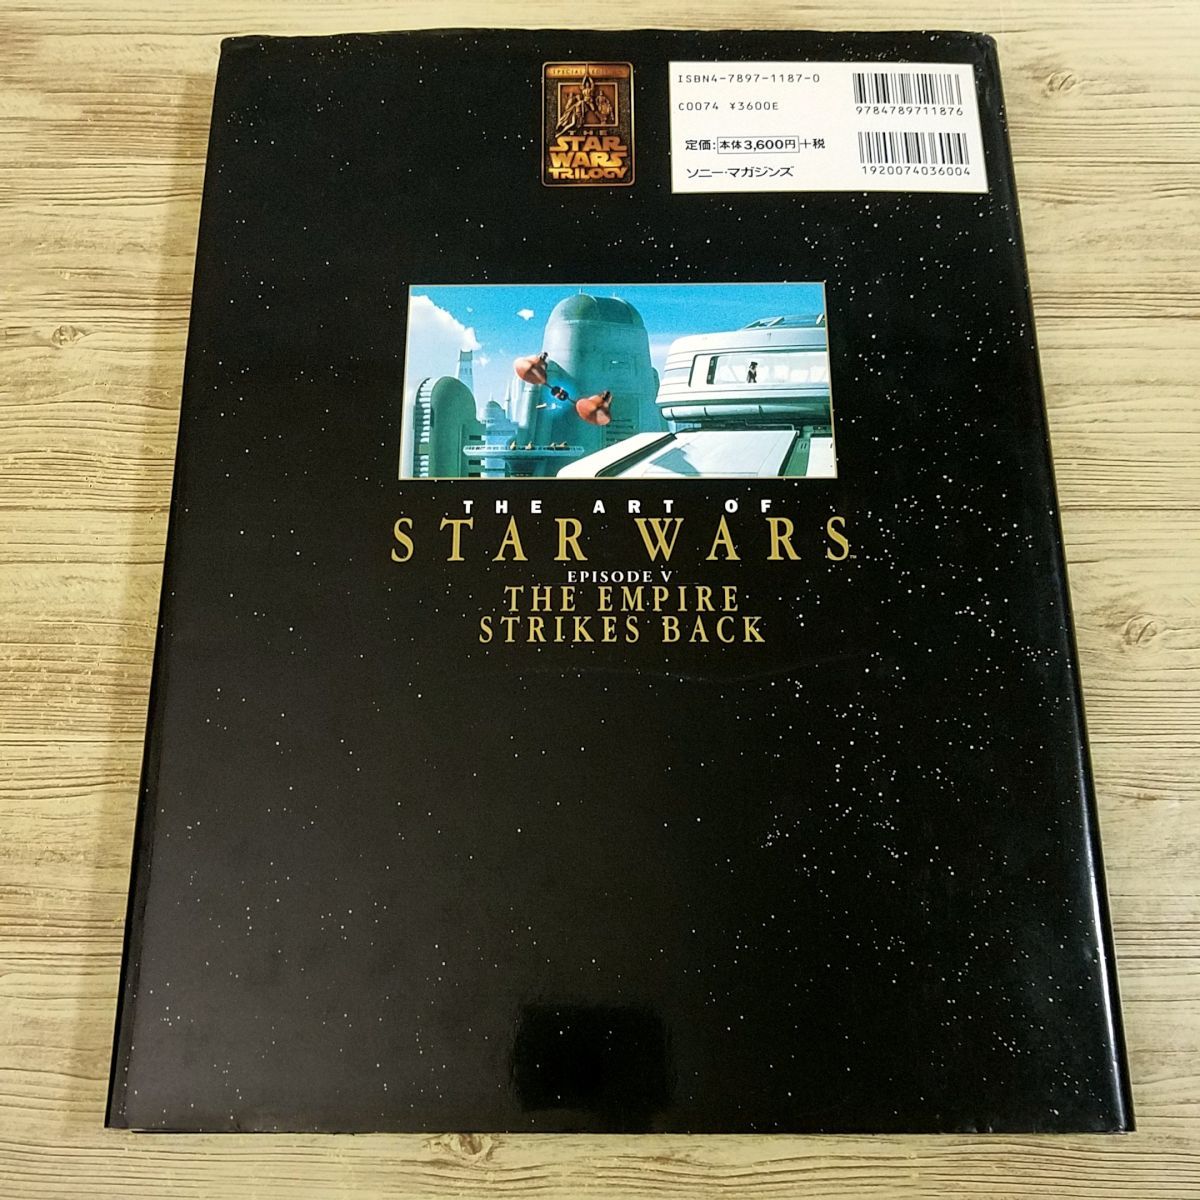 SPECIAL EDITION
THE
STAR
WARS
TRILOGY
ISBN4-7897-1187-0
C0074 ¥3600E
定価:本体3,600円+税
ソニー・マガジンズ
9784789711876
1920074036004
THE ART OF
STAR WARS
EPISODE V
THE EMPIRE
STRIKES BACK